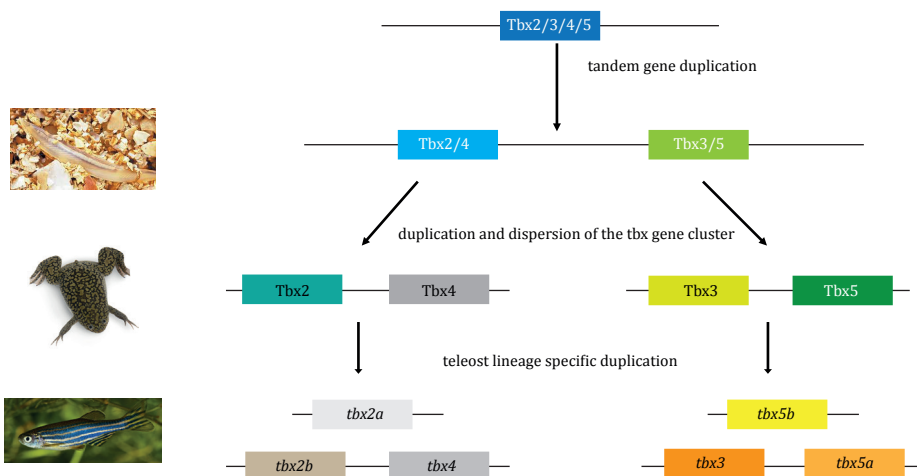 Tbx2/3/4/5
tandem gene duplication
Tbx2/4
Tbx3/5
duplication and dispersion of the tbx gene cluster
Tbx2
Tbx4
Tbx3
Tbx5
teleost lineage specific duplication
tbx2a
tbx5b
tbx2b
tbx4
tbx3
tbx5a